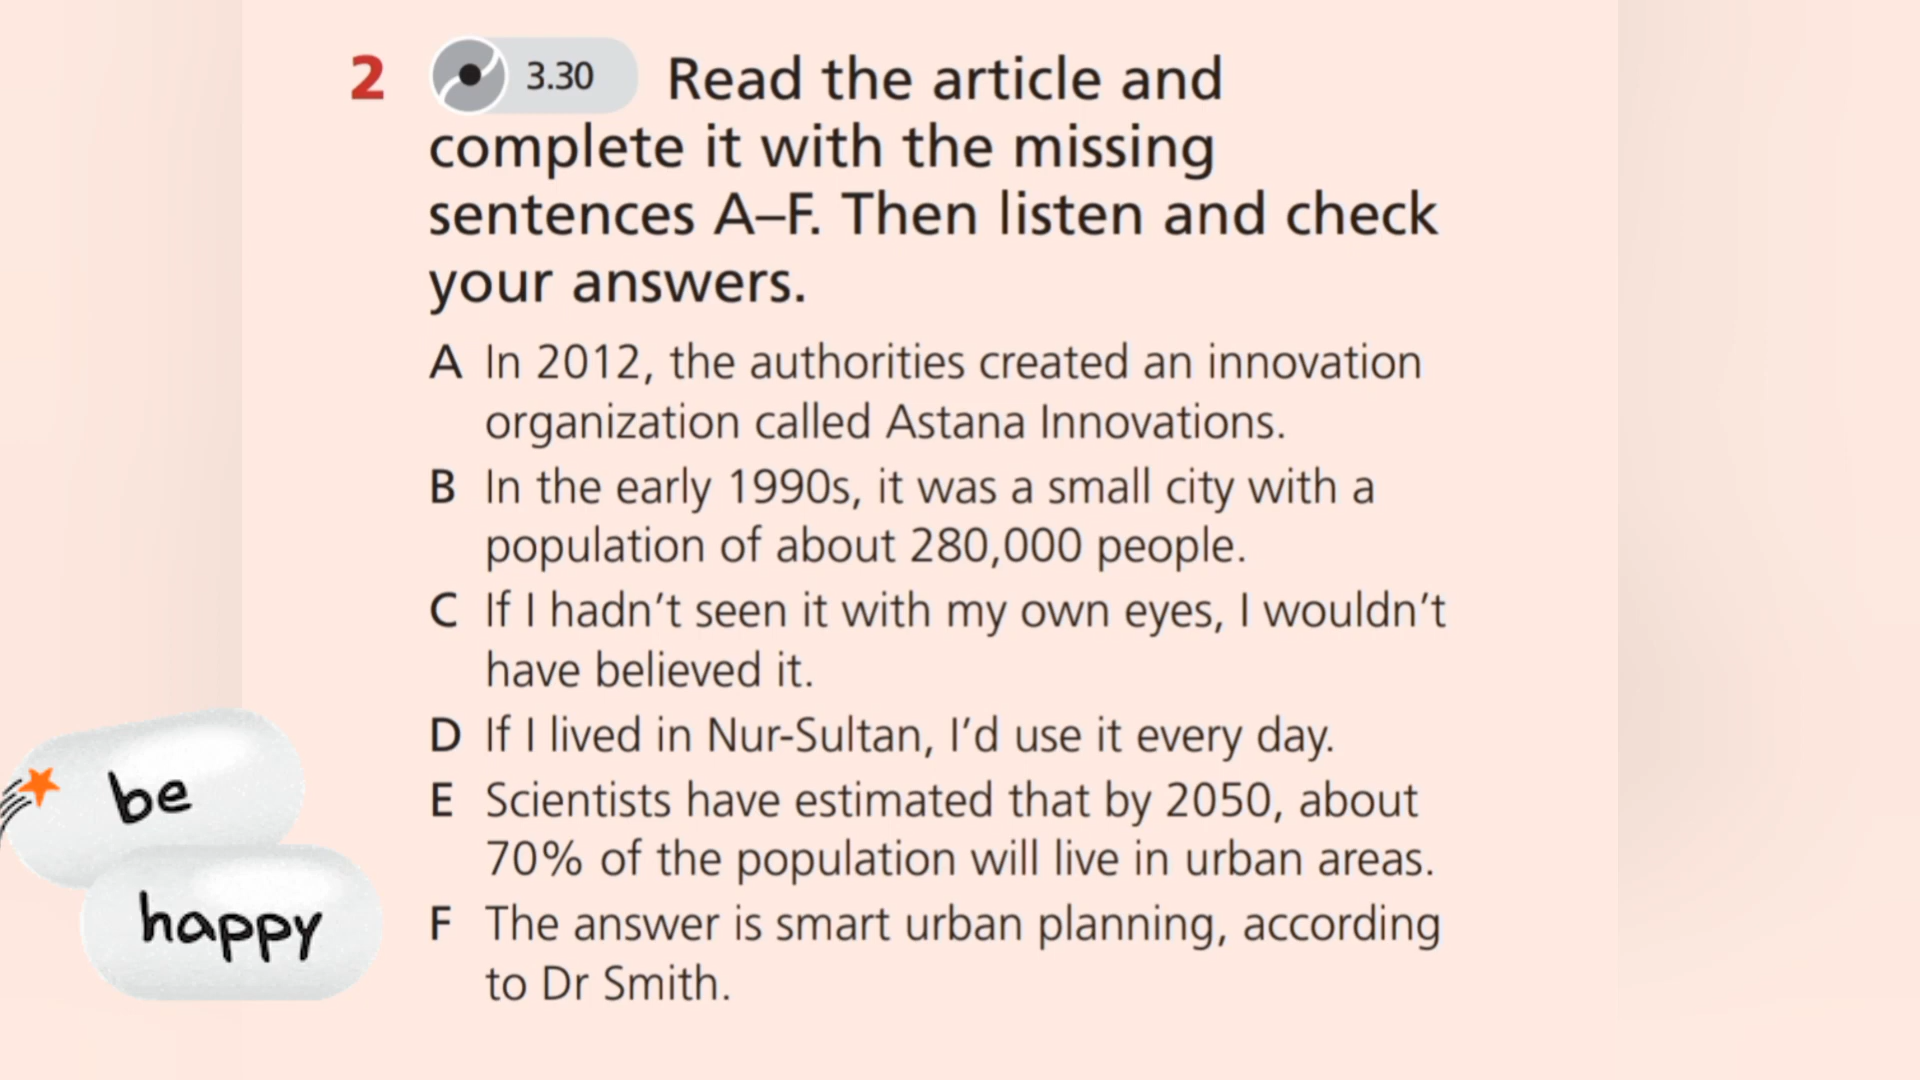 2 3.30 Read the article and
complete it with the missing
sentences A–F. Then listen and check
your answers.
A In 2012, the authorities created an innovation
organization called Astana Innovations.
B In the early 1990s, it was a small city with a
population of about 280,000 people.
C If I hadn’t seen it with my own eyes, I wouldn’t
have believed it.
D If I lived in Nur-Sultan, I’d use it every day.
E Scientists have estimated that by 2050, about
70% of the population will live in urban areas.
F The answer is smart urban planning, according
to Dr Smith.
be
happy